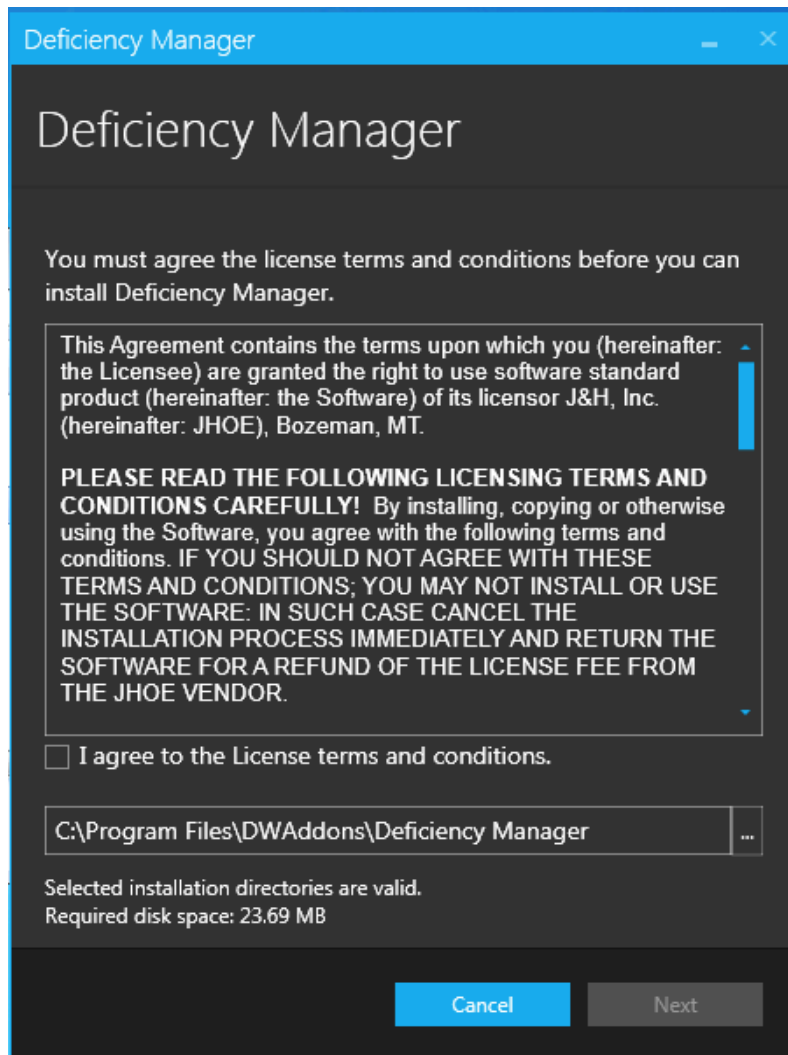 Deficiency Manager
Deficiency Manager
You must agree the license terms and conditions before you can
install Deficiency Manager.
This Agreement contains the terms upon which you (hereinafter:
the Licensee) are granted the right to use software standard
product (hereinafter: the Software) of its licensor J&H, Inc.
(hereinafter: JHOE), Bozeman, MT.
PLEASE READ THE FOLLOWING LICENSING TERMS AND
CONDITIONS CAREFULLY! By installing, copying or otherwise
using the Software, you agree with the following terms and
conditions. IF YOU SHOULD NOT AGREE WITH THESE
TERMS AND CONDITIONS; YOU MAY NOT INSTALL OR USE
THE SOFTWARE: IN SUCH CASE CANCEL THE
INSTALLATION PROCESS IMMEDIATELY AND RETURN THE
SOFTWARE FOR A REFUND OF THE LICENSE FEE FROM
THE JHOE VENDOR.
I agree to the License terms and conditions.
C:\Program Files\DWAddons\Deficiency Manager ...
Selected installation directories are valid.
Required disk space: 23.69 MB
Cancel Next